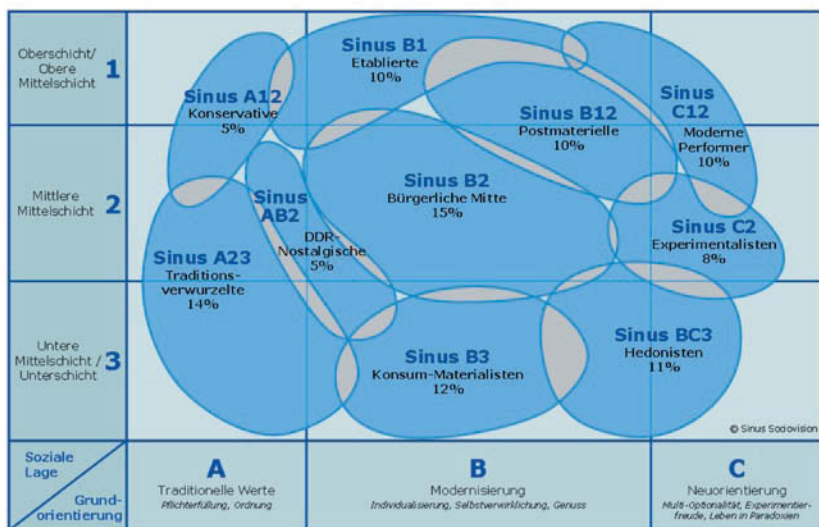 Oberschicht/
Obere
Mittelschicht
1
Mittlere
Mittelschicht
2
Untere
Mittelschicht /
Unterschicht
3
Sinus B1
Etablierte
10%
Sinus A12
Konservative
5%
Sinus B12
Postmaterielle
10%
Sinus
C12
Moderne
Performer
10%
Sinus
AB2
DDR-
Nostalgische
5%
Sinus B2
Bürgerliche Mitte
15%
Sinus C2
Experimentalisten
8%
Sinus A23
Traditions-
verwurzelte
14%
Sinus B3
Konsum-Materialisten
12%
Sinus BC3
Hedonisten
11%
© Sinus Sociovision
Soziale
Lage
Grund-
orientierung
A
Traditionelle Werte
Pflichterfüllung, Ordnung
B
Modernisierung
Individualisierung, Selbstverwirklichung, Genuss
C
Neuorientierung
Multi-Optionalität, Experimentier-
freude, Leben in Paradoxien